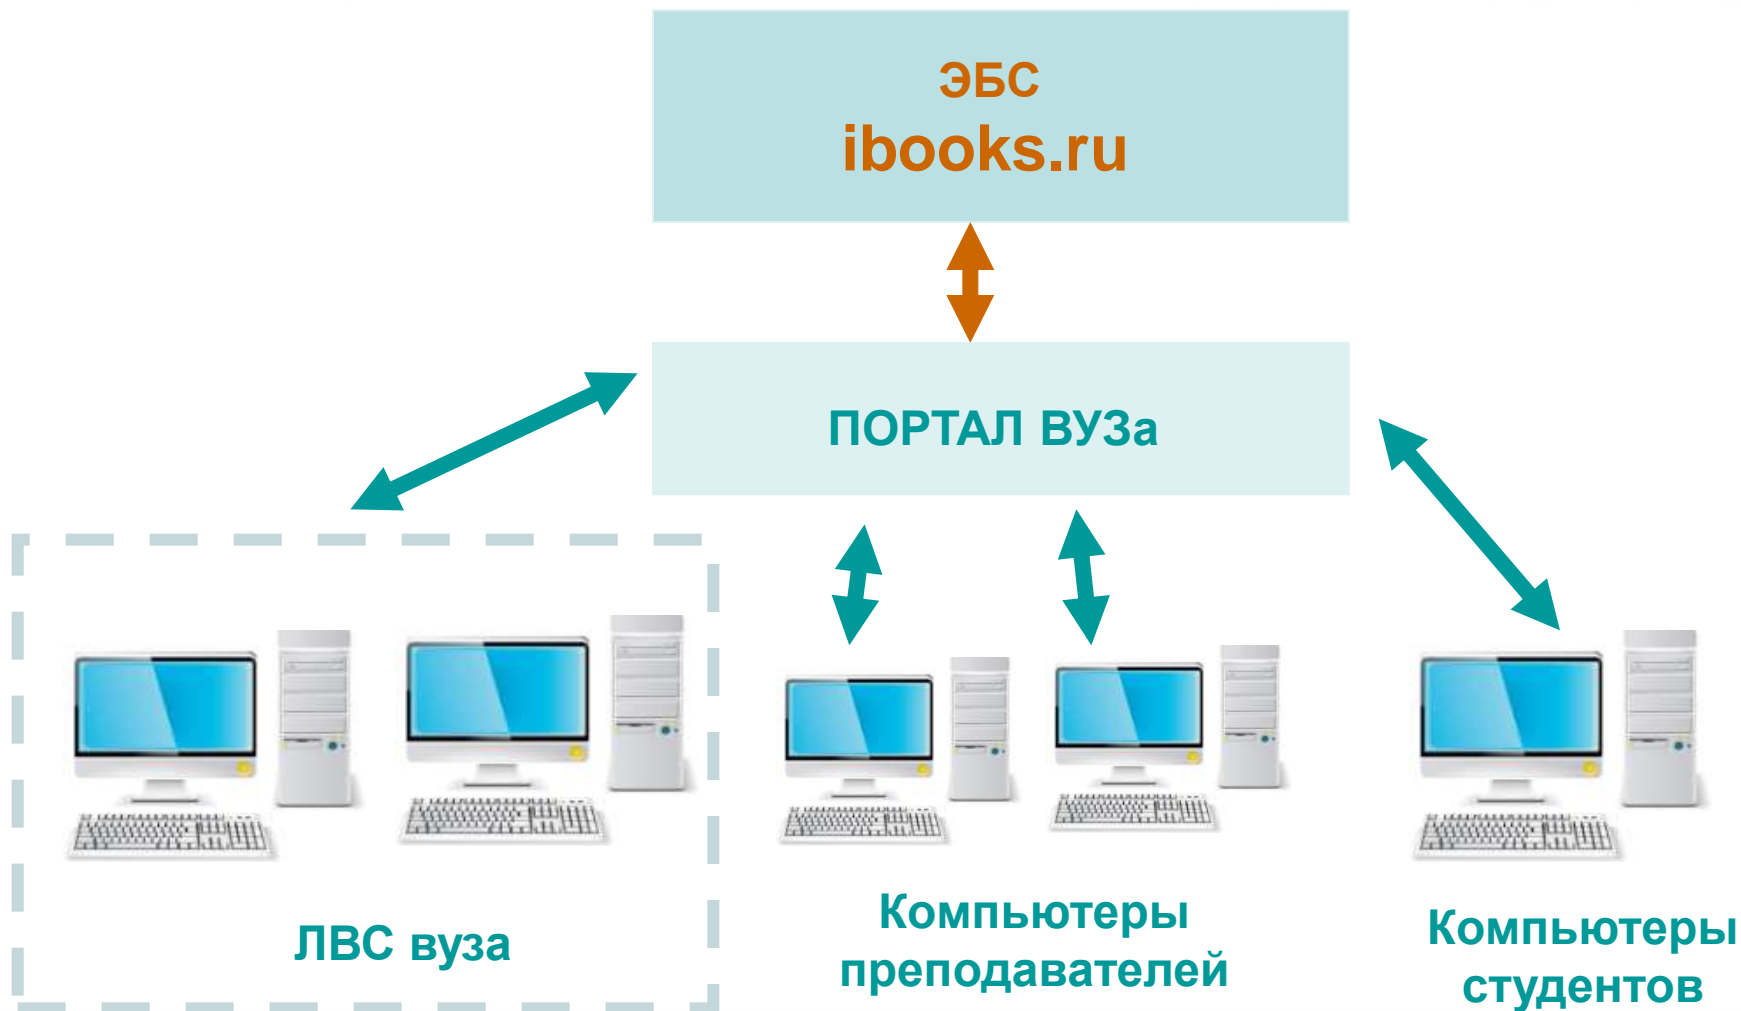 ЭБС
ibooks.ru
ПОРТАЛ ВУЗа
ЛВС вуза
Компьютеры
преподавателей
Компьютеры
студентов